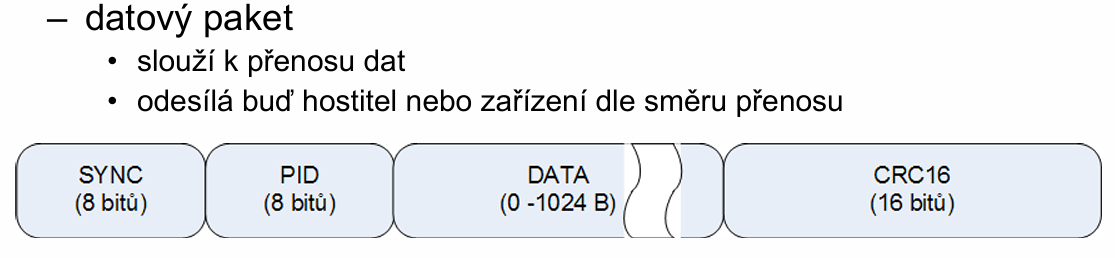 – datový paket
• slouží k přenosu dat
• odesílá buď hostitel nebo zařízení dle směru přenosu
SYNC PID DATA CRC16
(8 bitů) (8 bitů) (0 -1024 B) (16 bitů)